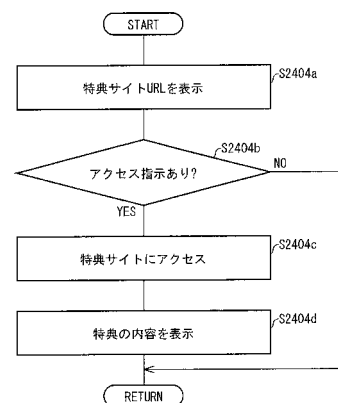 START
特典サイトURLを表示
S2404a
アクセス指示あり?
S2404b
NO
YES
特典サイトにアクセス
S2404c
特典の内容を表示
S2404d
RETURN